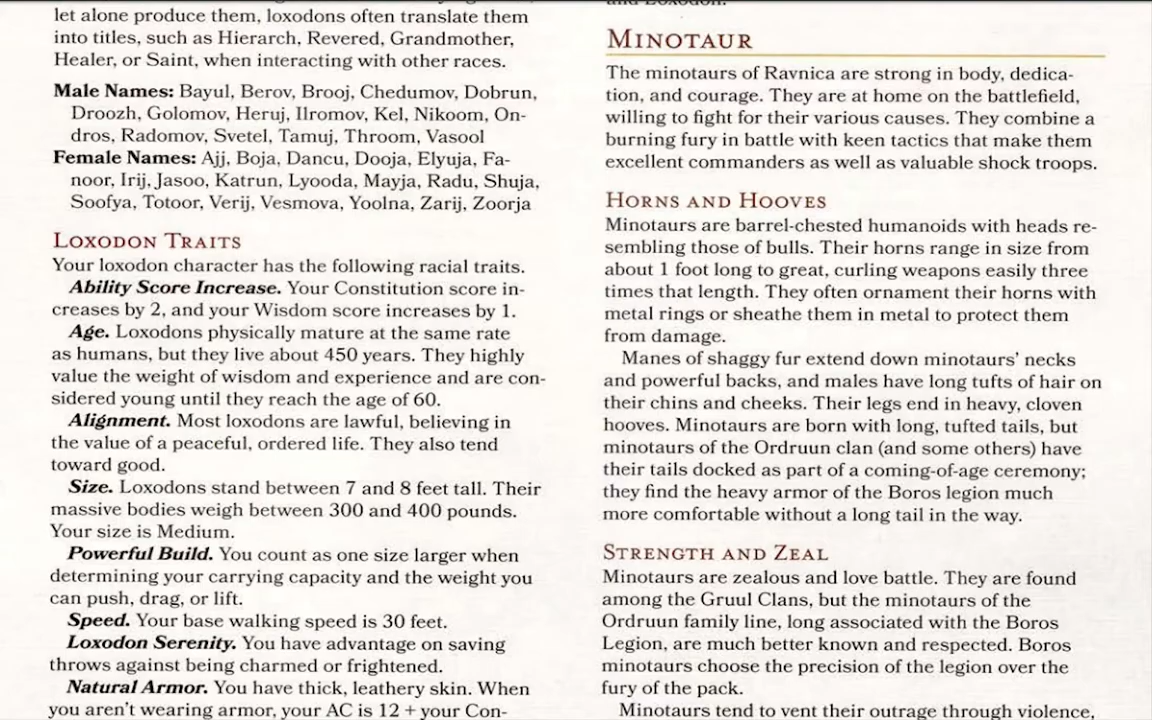 let alone produce them, loxodons often translate them
into titles, such as Hierarch, Revered, Grandmother,
Healer, or Saint, when interacting with other races.
Male Names: Bayul, Berov, Brooj, Chedumov, Dobrun,
Droozh, Golomov, Heruj, Ilromov, Kel, Nikoom, On-
dros, Radomov, Svetel, Tamuj, Throom, Vasool
Female Names: Ajj, Boja, Dancu, Dooja, Elyuja, Fa-
noor, Irij, Jasoo, Katrun, Lyooda, Mayja, Radu, Shuja,
Soofya, Totoor, Verij, Vesmova, Yoolna, Zarij, Zoorja
Loxodon Traits
Your loxodon character has the following racial traits.
Ability Score Increase. Your Constitution score in-
creases by 2, and your Wisdom score increases by 1.
Age. Loxodons physically mature at the same rate
as humans, but they live about 450 years. They highly
value the weight of wisdom and experience and are con-
sidered young until they reach the age of 60.
Alignment. Most loxodons are lawful, believing in
the value of a peaceful, ordered life. They also tend
toward good.
Size. Loxodons stand between 7 and 8 feet tall. Their
massive bodies weigh between 300 and 400 pounds.
Your size is Medium.
Powerful Build. You count as one size larger when
determining your carrying capacity and the weight you
can push, drag, or lift.
Speed. Your base walking speed is 30 feet.
Loxodon Serenity. You have advantage on saving
throws against being charmed or frightened.
Natural Armor. You have thick, leathery skin. When
you aren't wearing armor, your AC is 12 + your Con-
and Loxodon.
Minotaur
The minotaurs of Ravnica are strong in body, dedica-
tion, and courage. They are at home on the battlefield,
willing to fight for their various causes. They combine a
burning fury in battle with keen tactics that make them
excellent commanders as well as valuable shock troops.
Horns and Hooves
Minotaurs are barrel-chested humanoids with heads re-
sembling those of bulls. Their horns range in size from
about 1 foot long to great, curling weapons easily three
times that length. They often ornament their horns with
metal rings or sheathe them in metal to protect them
from damage.
Manes of shaggy fur extend down minotaurs' necks
and powerful backs, and males have long tufts of hair on
their chins and cheeks. Their legs end in heavy, cloven
hooves. Minotaurs are born with long, tufted tails, but
minotaurs of the Ordruun clan (and some others) have
their tails docked as part of a coming-of-age ceremony;
they find the heavy armor of the Boros legion much
more comfortable without a long tail in the way.
Strength and Zeal
Minotaurs are zealous and love battle. They are found
among the Gruul Clans, but the minotaurs of the
Ordruun family line, long associated with the Boros
Legion, are much better known and respected. Boros
minotaurs choose the precision of the legion over the
fury of the pack.
Minotaurs tend to vent their outrage through violence,